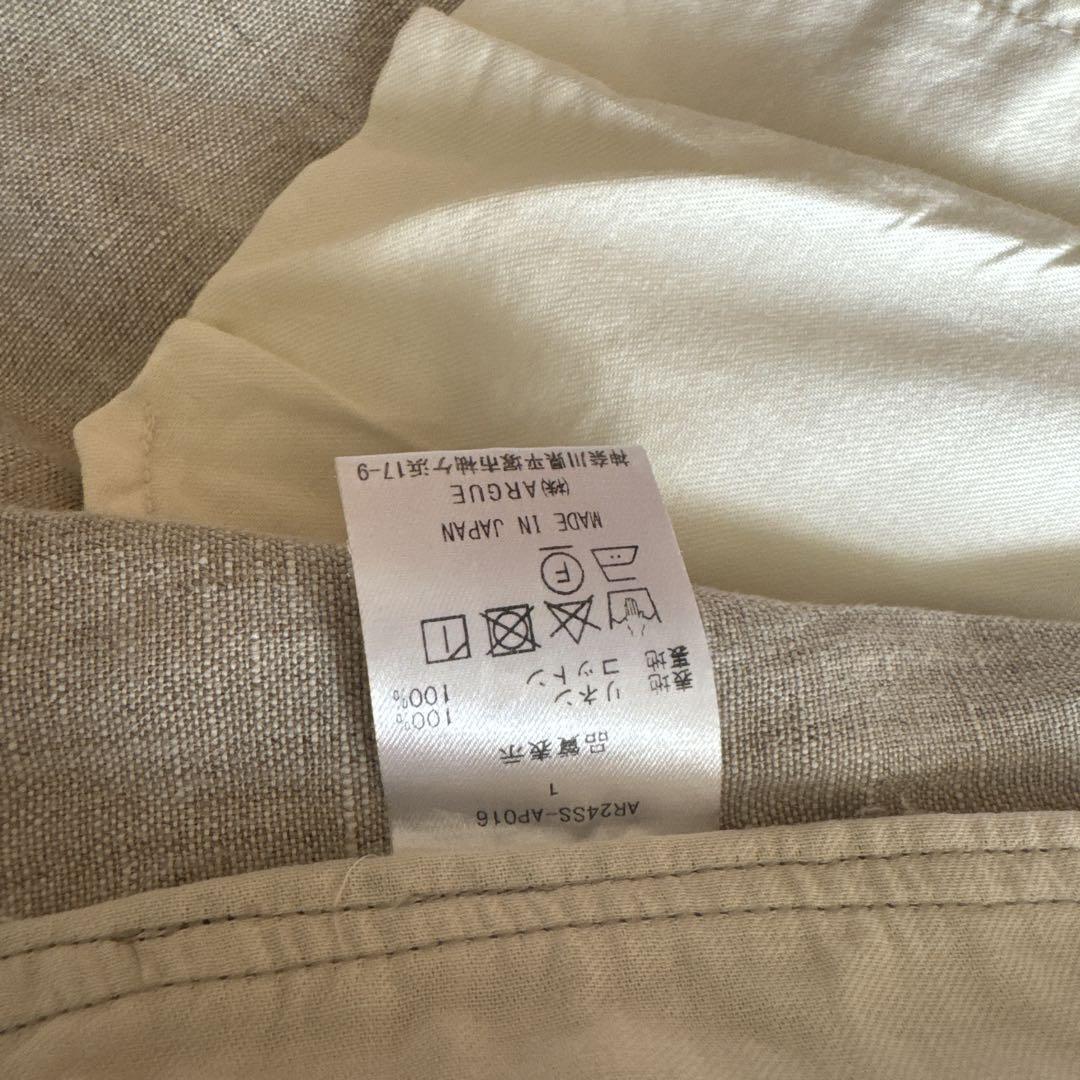 AR24SS-AP016
1
品質表示
表地 リネン 100%
裏地 コットン 100%
MADE IN JAPAN
㈱ARGUE
神奈川県平塚市袖ケ浜17-9